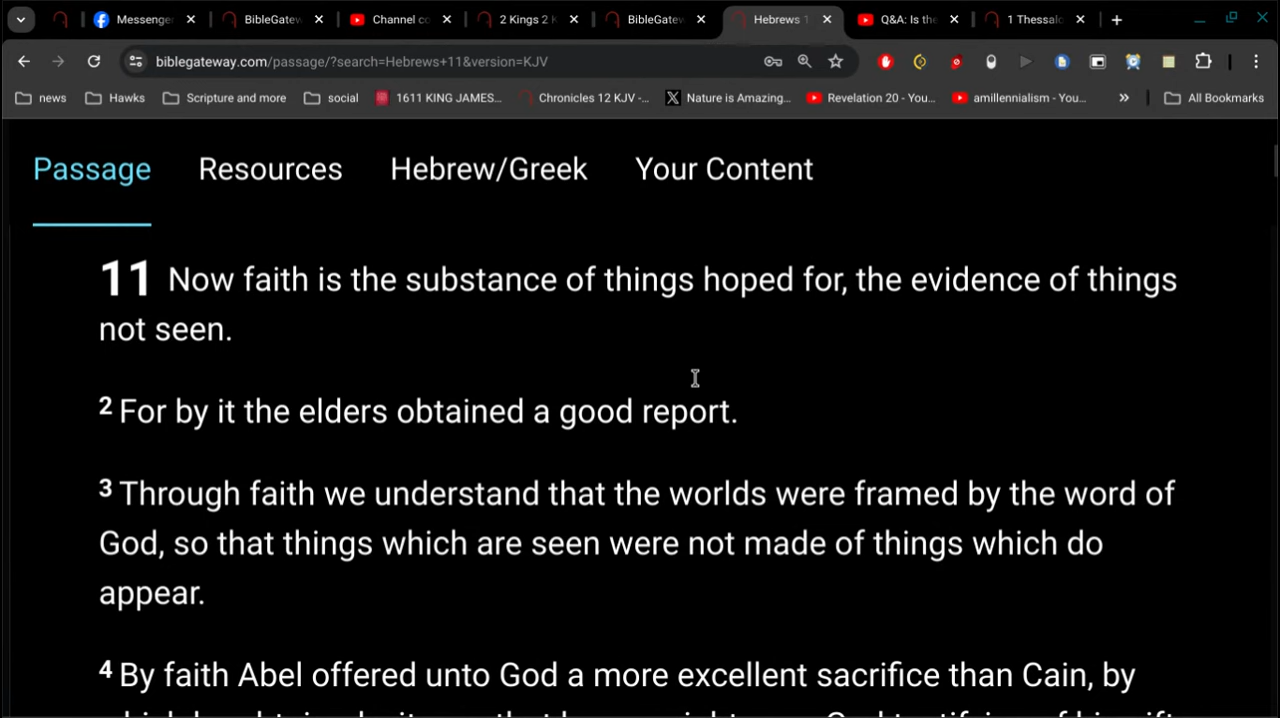 Messenger
BibleGatew
Channel co
2 Kings 2 K
BibleGatew
Hebrews 1
Q&A: Is the
1 Thessalo
biblegateway.com/passage/?search=Hebrews+11&version=KJV
news
Hawks
Scripture and more
social
1611 KING JAMES...
Chronicles 12 KJV -...
Nature is Amazing...
Revelation 20 - You...
amillennialism - You...
All Bookmarks
Passage
Resources
Hebrew/Greek
Your Content
11 Now faith is the substance of things hoped for, the evidence of things
not seen.
2 For by it the elders obtained a good report.
3 Through faith we understand that the worlds were framed by the word of
God, so that things which are seen were not made of things which do
appear.
4 By faith Abel offered unto God a more excellent sacrifice than Cain, by